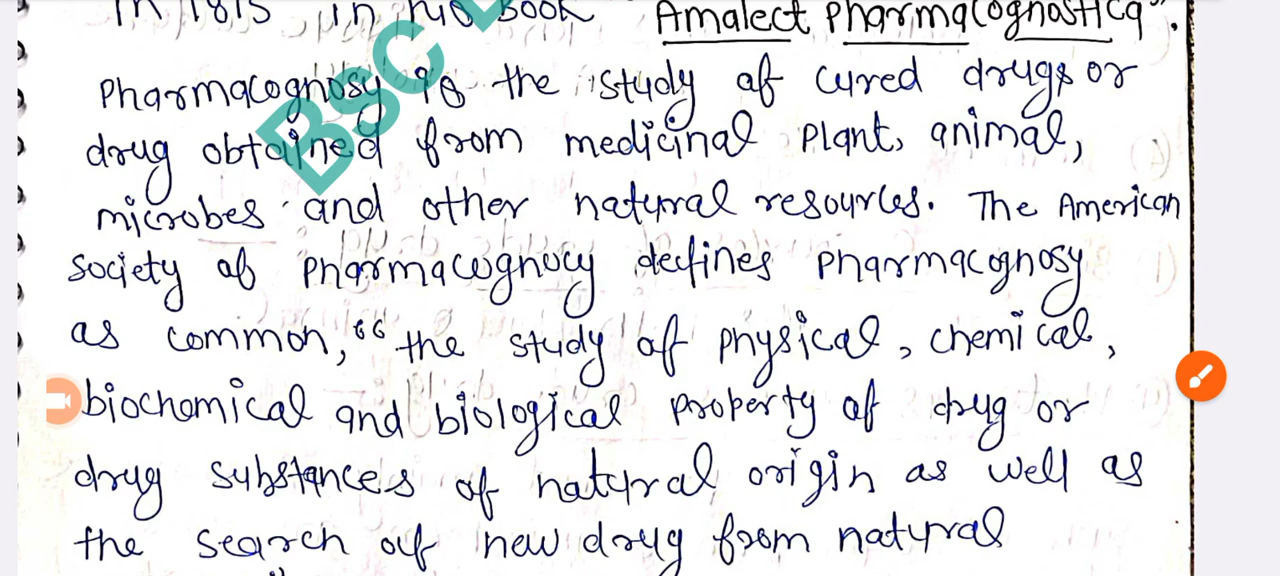 In 1815 in his book "Amalect Pharmacognostica".
Pharmacognosy is the study of cured drugs or
drug obtained from medicinal Plant, animal,
microbes and other natural resources. The American
society of Pharmacognocy defines Pharmacognosy
as common, "the study of physical, chemical,
biochemical and biological property of drug or
drug substances of natural origin as well as
the search of new drug from natural
BSC